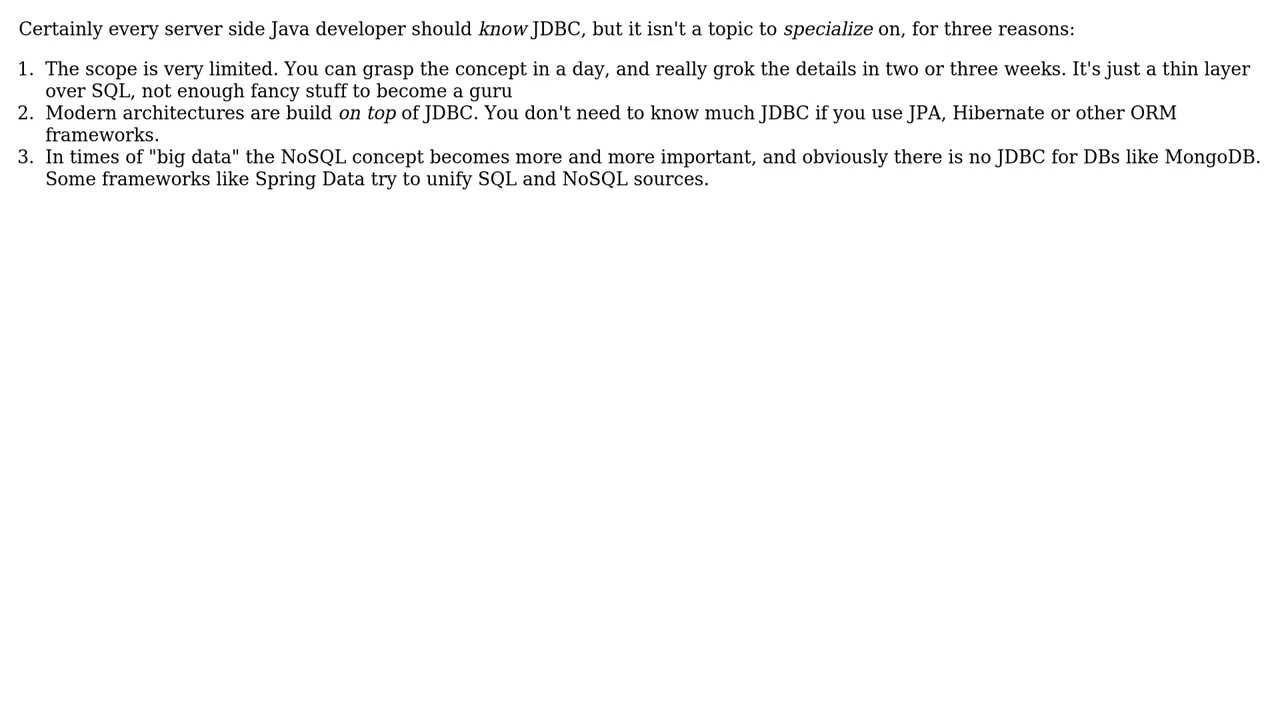 Certainly every server side Java developer should know JDBC, but it isn't a topic to specialize on, for three reasons:
1. The scope is very limited. You can grasp the concept in a day, and really grok the details in two or three weeks. It's just a thin layer
over SQL, not enough fancy stuff to become a guru
2. Modern architectures are build on top of JDBC. You don't need to know much JDBC if you use JPA, Hibernate or other ORM
frameworks.
3. In times of "big data" the NoSQL concept becomes more and more important, and obviously there is no JDBC for DBs like MongoDB.
Some frameworks like Spring Data try to unify SQL and NoSQL sources.